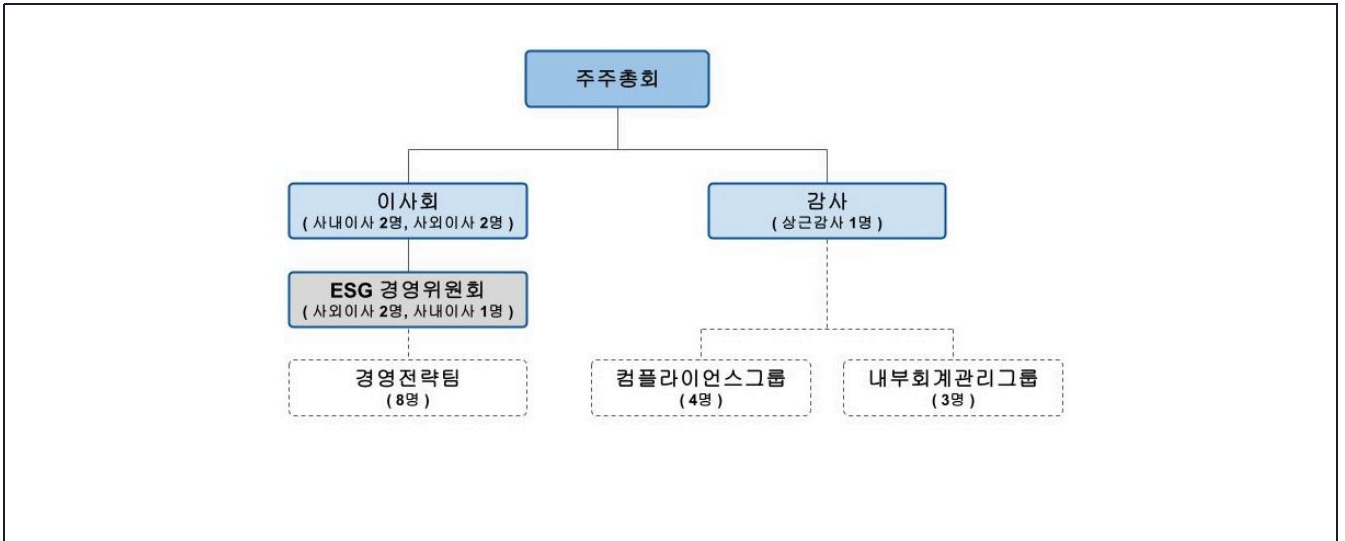 주주총회
이사회
( 사내이사 2명, 사외이사 2명 )
감사
( 상근감사 1명 )
ESG 경영위원회
( 사외이사 2명, 사내이사 1명 )
경영전략팀
( 8명 )
컴플라이언스그룹
( 4명 )
내부회계관리그룹
( 3명 )